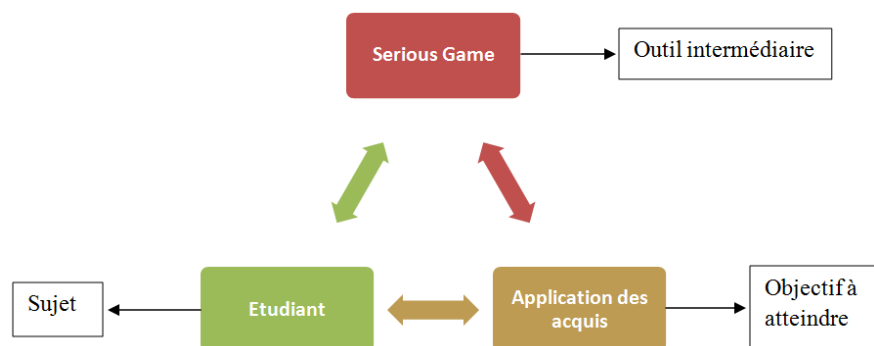 Serious Game
Outil intermédiaire
Sujet
Etudiant
Application des
acquis
Objectif à
atteindre